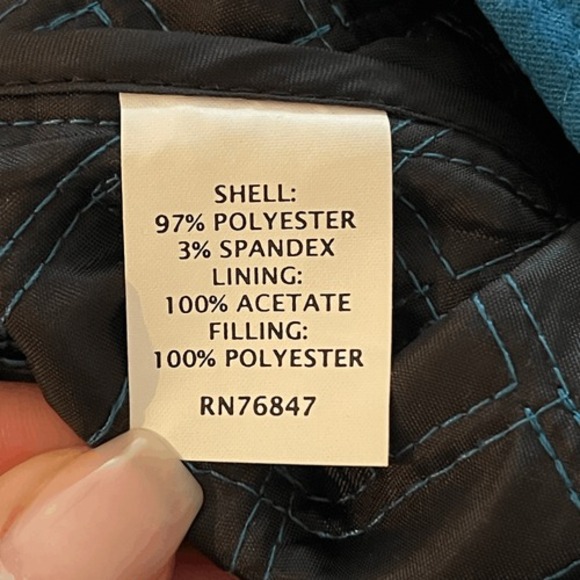 SHELL:
97% POLYESTER
3% SPANDEX
LINING:
100% ACETATE
FILLING:
100% POLYESTER
RN76847